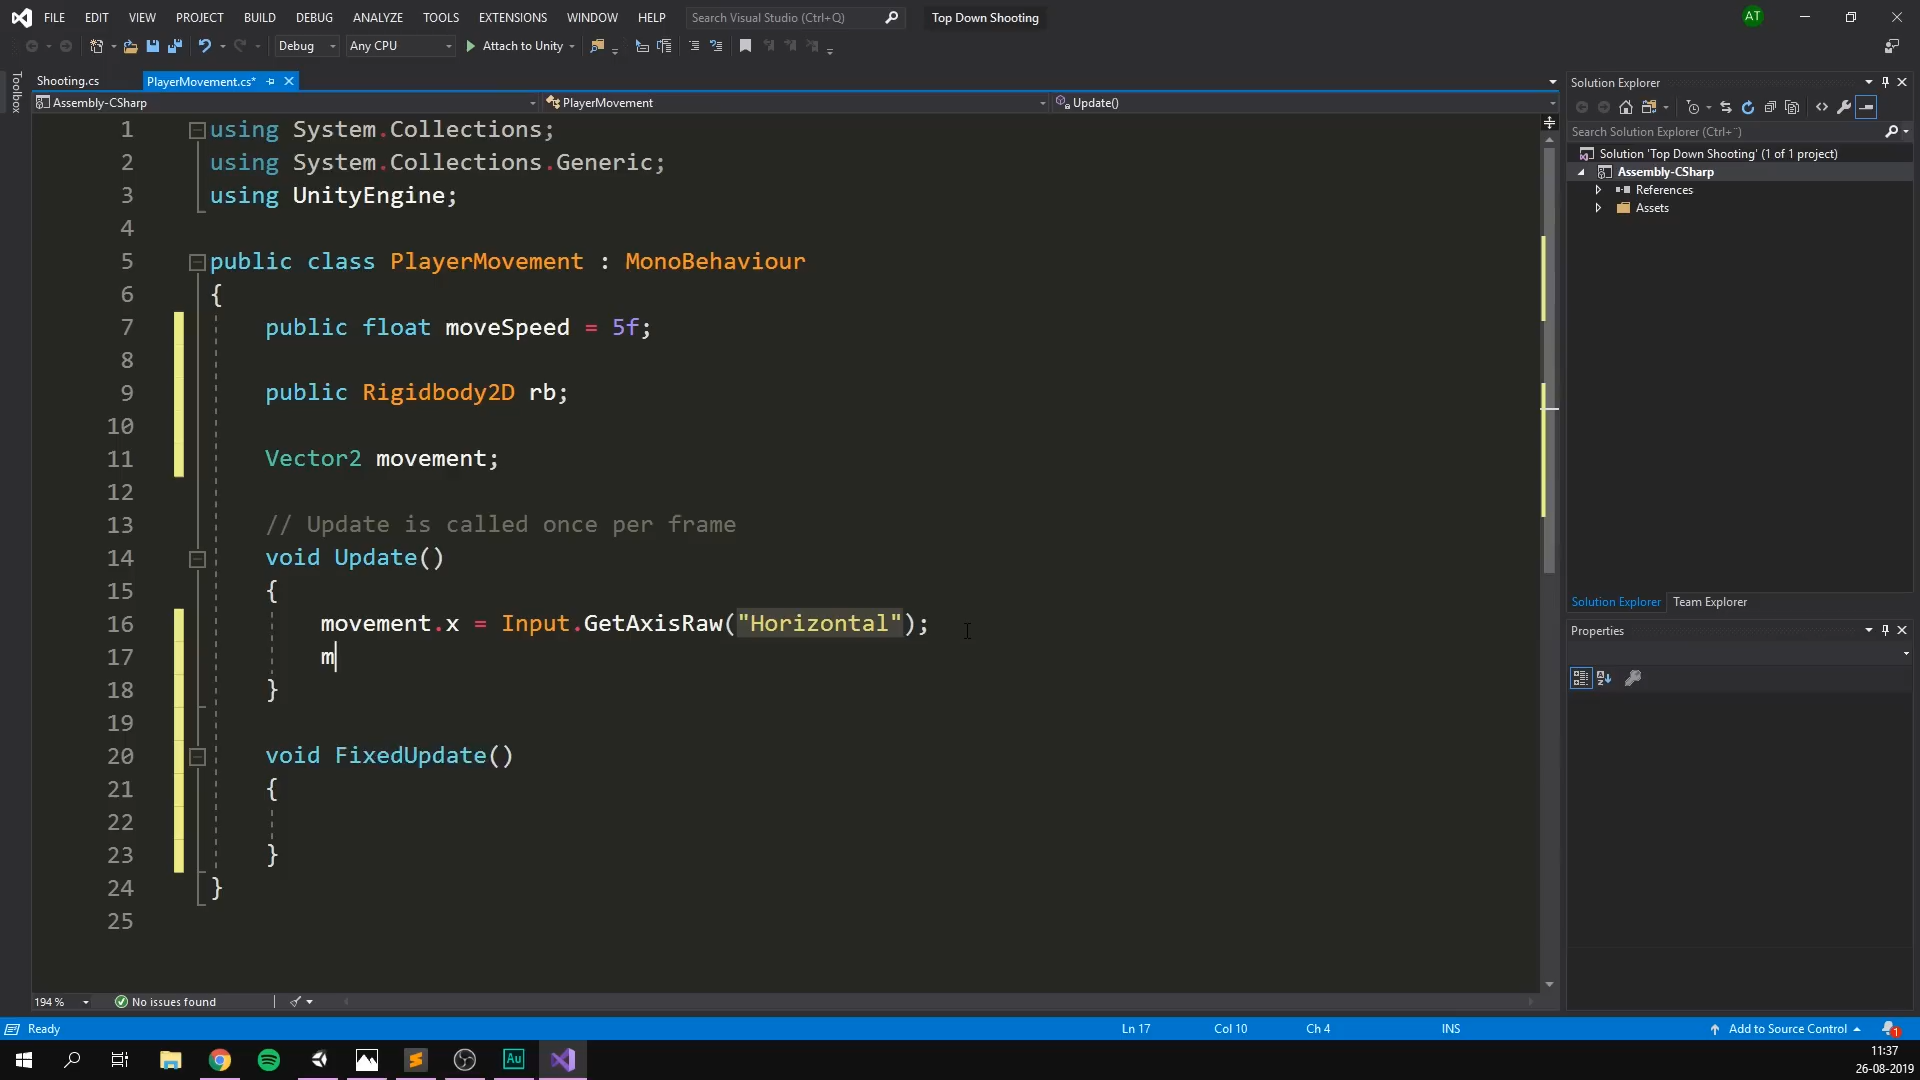 FILE EDIT VIEW PROJECT BUILD DEBUG ANALYZE TOOLS EXTENSIONS WINDOW HELP Search Visual Studio (Ctrl+Q) Top Down Shooting AT
Debug Any CPU Attach to Unity
Toolbox
Shooting.cs PlayerMovement.cs*
Assembly-CSharp PlayerMovement Update()
1 using System.Collections;
2 using System.Collections.Generic;
3 using UnityEngine;
4
5 public class PlayerMovement : MonoBehaviour
6 {
7 public float moveSpeed = 5f;
8
9 public Rigidbody2D rb;
10
11 Vector2 movement;
12
13 // Update is called once per frame
14 void Update()
15 {
16 movement.x = Input.GetAxisRaw("Horizontal");
17 m
18 }
19
20 void FixedUpdate()
21 {
22
23 }
24 }
25
194 % No issues found
Solution Explorer
Search Solution Explorer (Ctrl+¨)
Solution 'Top Down Shooting' (1 of 1 project)
Assembly-CSharp
References
Assets
Solution Explorer Team Explorer
Properties
Ready Ln 17 Col 10 Ch 4 INS Add to Source Control 1
Au
11:37
26-08-2019